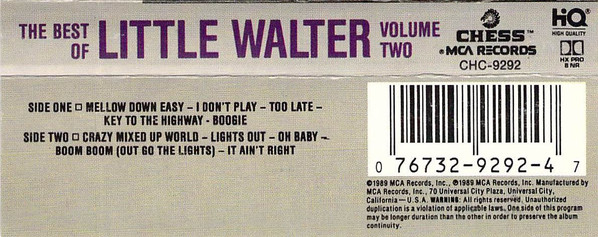 THE BEST OF LITTLE WALTER VOLUME TWO
CHESS™
MCA RECORDS
CHC-9292
HiQ
HIGH QUALITY
HX PRO
B NR
SIDE ONE □ MELLOW DOWN EASY – I DON'T PLAY – TOO LATE –
KEY TO THE HIGHWAY - BOOGIE
SIDE TWO □ CRAZY MIXED UP WORLD – LIGHTS OUT – OH BABY –
BOOM BOOM (OUT GO THE LIGHTS) – IT AIN'T RIGHT
0 76732-9292-4 7
©1989 MCA Records, Inc., ℗1989 MCA Records, Inc. Manufactured by
MCA Records, Inc., 70 Universal City Plaza, Universal City,
California – U.S.A. WARNING: All rights reserved. Unauthorized
duplication is a violation of applicable laws. One side of this program
may be longer duration than the other in order to preserve the album
continuity.